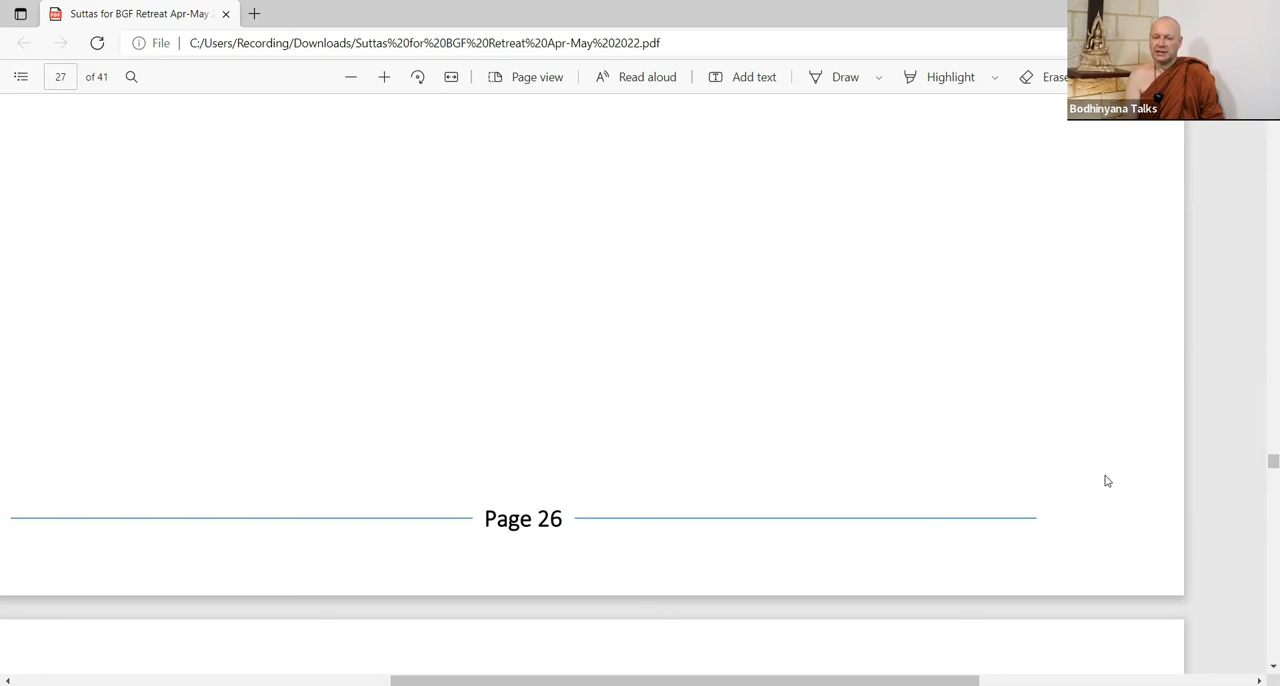 Suttas for BGF Retreat Apr-May
File
C:/Users/Recording/Downloads/Suttas%20for%20BGF%20Retreat%20Apr-May%202022.pdf
27 of 41
Page view
Read aloud
Add text
Draw
Highlight
Eras
Bodhinyana Talks
Page 26